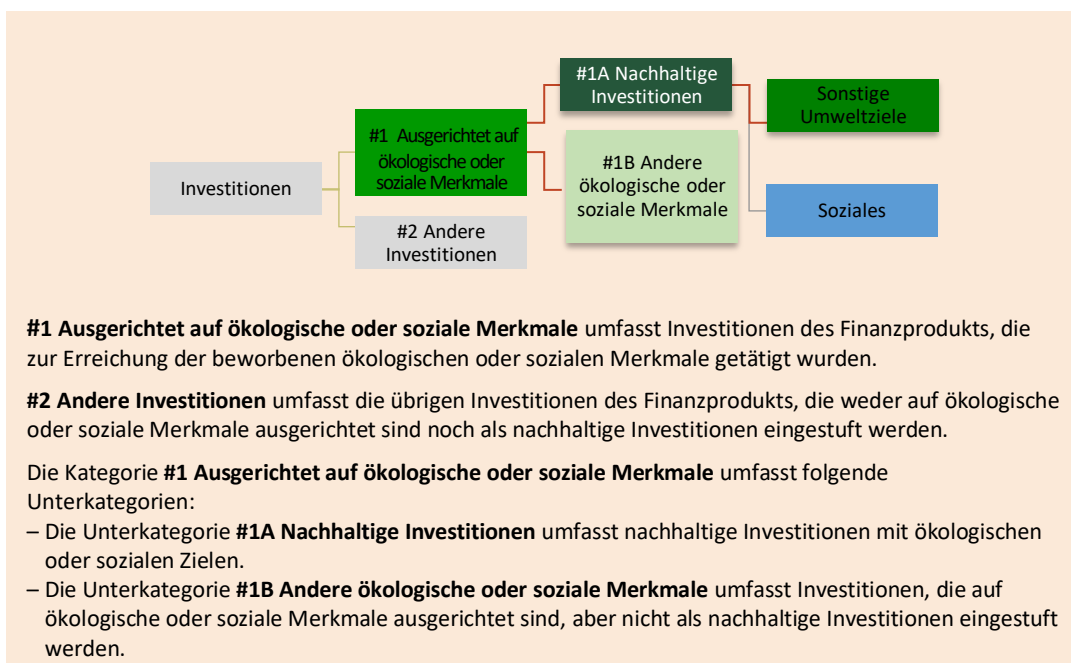 #1A Nachhaltige
Investitionen
Sonstige
Umweltziele
#1 Ausgerichtet auf
ökologische oder
soziale Merkmale
#1B Andere
ökologische oder
soziale Merkmale
Investitionen
Soziales
#2 Andere
Investitionen
#1 Ausgerichtet auf ökologische oder soziale Merkmale umfasst Investitionen des Finanzprodukts, die
zur Erreichung der beworbenen ökologischen oder sozialen Merkmale getätigt wurden.
#2 Andere Investitionen umfasst die übrigen Investitionen des Finanzprodukts, die weder auf ökologische
oder soziale Merkmale ausgerichtet sind noch als nachhaltige Investitionen eingestuft werden.
Die Kategorie #1 Ausgerichtet auf ökologische oder soziale Merkmale umfasst folgende
Unterkategorien:
– Die Unterkategorie #1A Nachhaltige Investitionen umfasst nachhaltige Investitionen mit ökologischen
oder sozialen Zielen.
– Die Unterkategorie #1B Andere ökologische oder soziale Merkmale umfasst Investitionen, die auf
ökologische oder soziale Merkmale ausgerichtet sind, aber nicht als nachhaltige Investitionen eingestuft
werden.